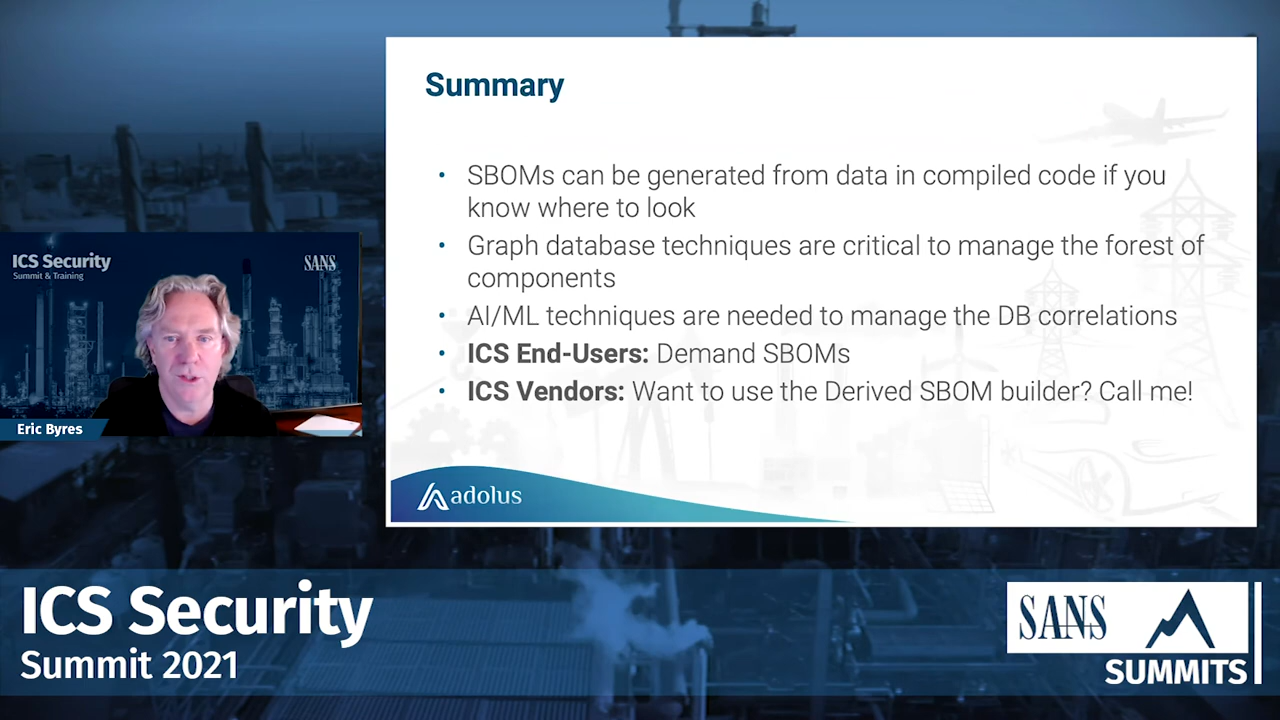 Summary
• SBOMs can be generated from data in compiled code if you
know where to look
• Graph database techniques are critical to manage the forest of
components
• AI/ML techniques are needed to manage the DB correlations
• ICS End-Users: Demand SBOMs
• ICS Vendors: Want to use the Derived SBOM builder? Call me!
adolus
ICS Security
Summit & Training
SANS
Eric Byres
ICS Security
Summit 2021
SANS
SUMMITS